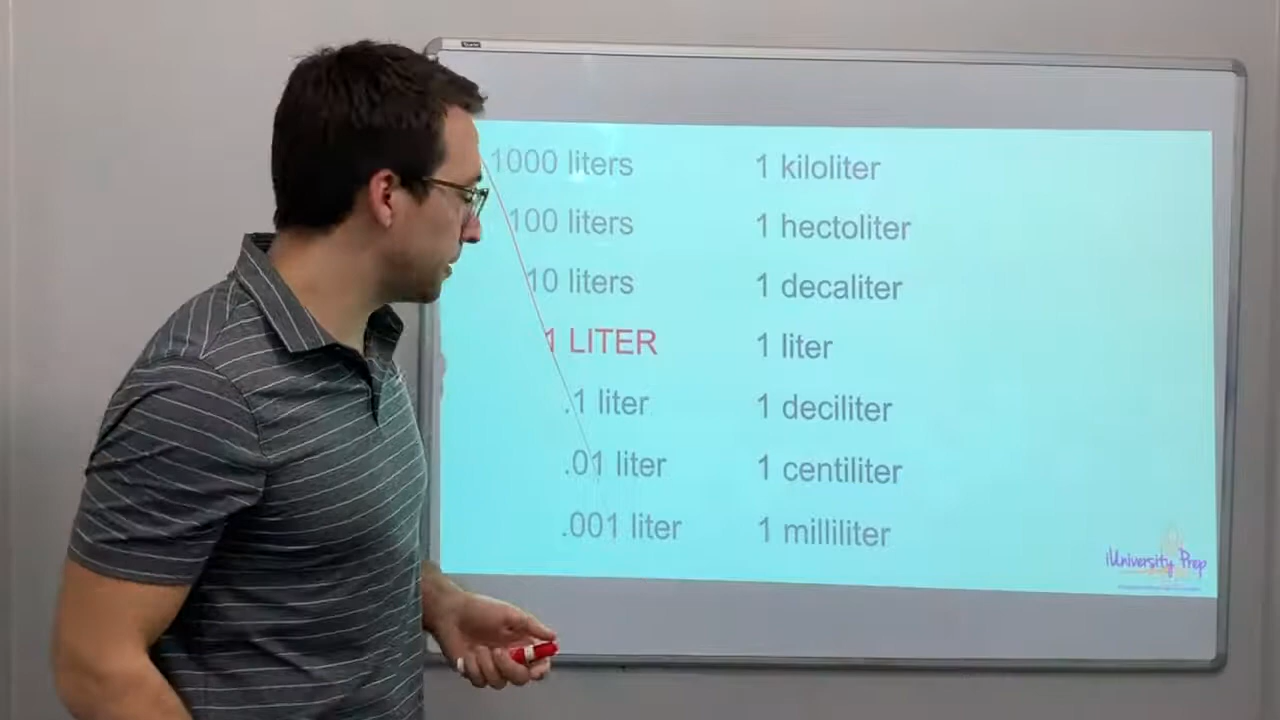 1000 liters 1 kiloliter
100 liters 1 hectoliter
10 liters 1 decaliter
1 LITER 1 liter
.1 liter 1 deciliter
.01 liter 1 centiliter
.001 liter 1 milliliter
iUniversity Prep